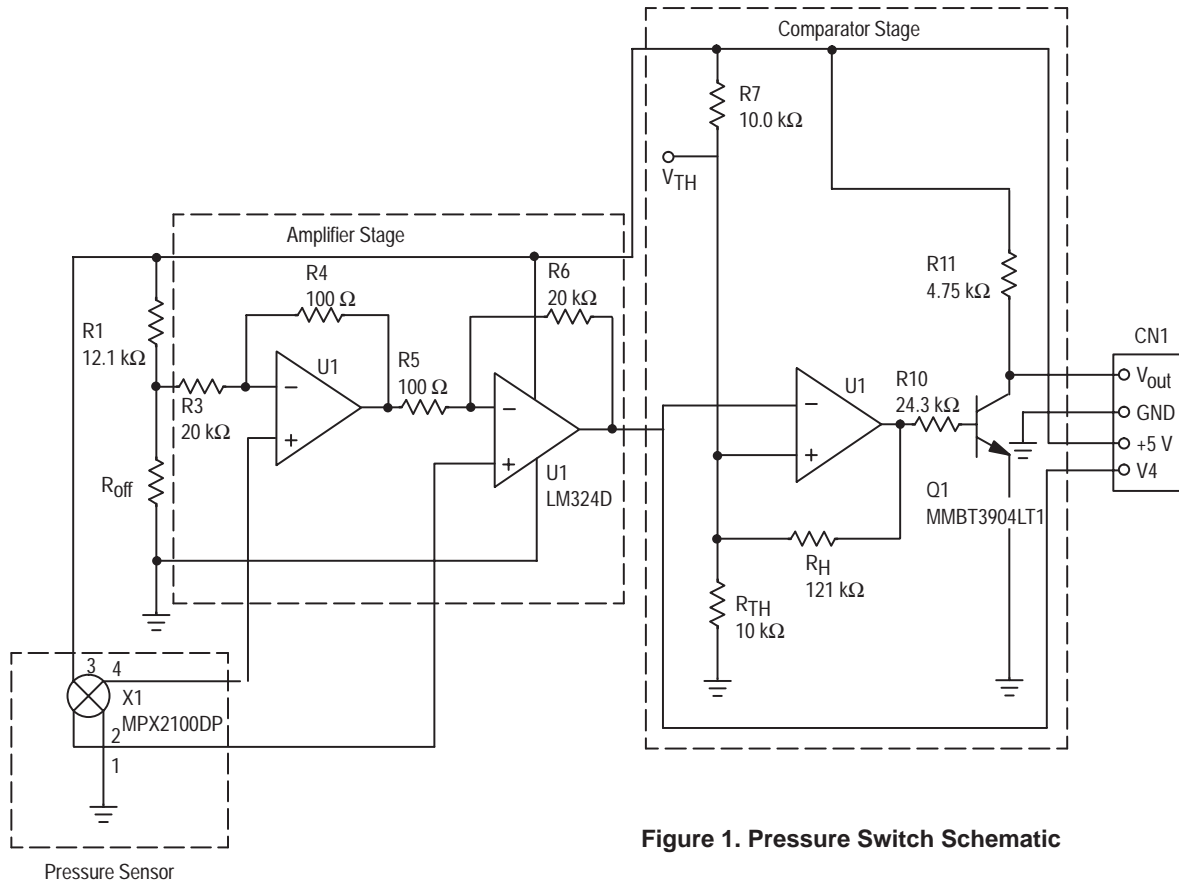 Comparator Stage
R7
10.0 kΩ
VTH
Amplifier Stage
R4
100 Ω
R6
20 kΩ
R11
4.75 kΩ
R1
12.1 kΩ
CN1
U1
R5
100 Ω
U1
R10
24.3 kΩ
Vout
R3
20 kΩ
GND
+5 V
V4
Roff
U1
LM324D
Q1
MMBT3904LT1
RH
121 kΩ
RTH
10 kΩ
3
4
X1
MPX2100DP
2
1
Figure 1. Pressure Switch Schematic
Pressure Sensor